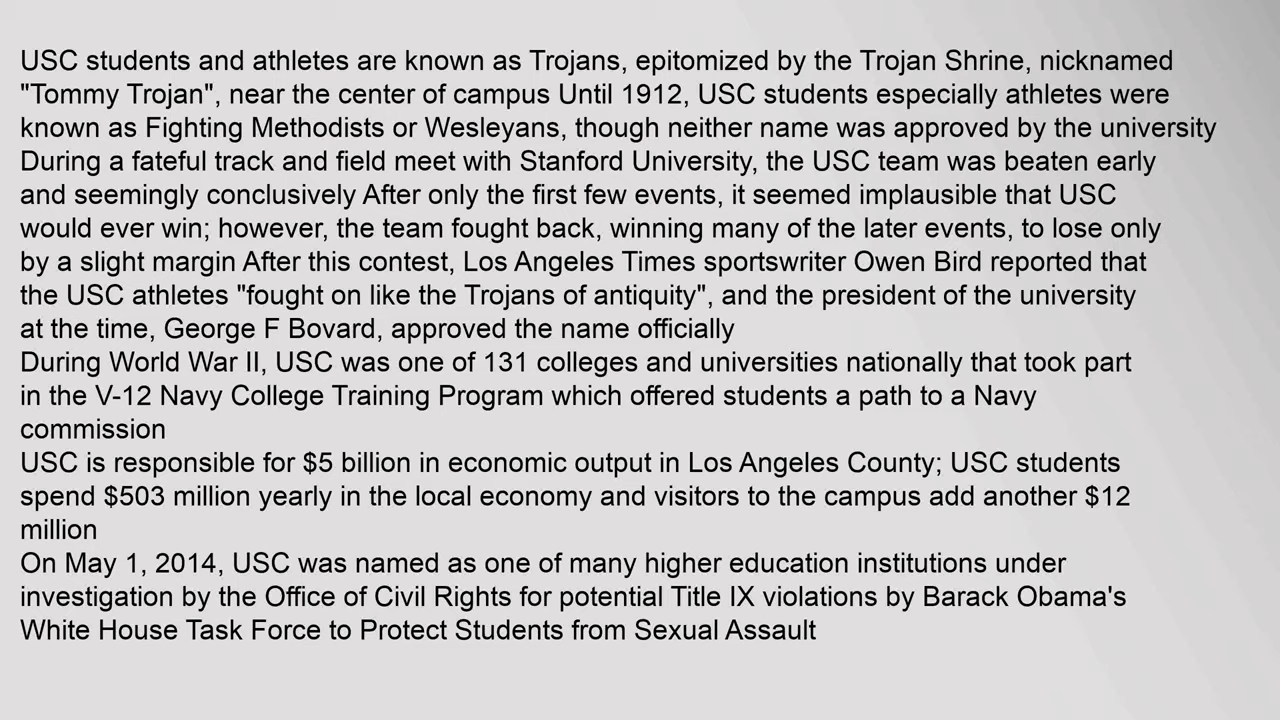 USC students and athletes are known as Trojans, epitomized by the Trojan Shrine, nicknamed
"Tommy Trojan", near the center of campus Until 1912, USC students especially athletes were
known as Fighting Methodists or Wesleyans, though neither name was approved by the university
During a fateful track and field meet with Stanford University, the USC team was beaten early
and seemingly conclusively After only the first few events, it seemed implausible that USC
would ever win; however, the team fought back, winning many of the later events, to lose only
by a slight margin After this contest, Los Angeles Times sportswriter Owen Bird reported that
the USC athletes "fought on like the Trojans of antiquity", and the president of the university
at the time, George F Bovard, approved the name officially
During World War II, USC was one of 131 colleges and universities nationally that took part
in the V-12 Navy College Training Program which offered students a path to a Navy
commission
USC is responsible for $5 billion in economic output in Los Angeles County; USC students
spend $503 million yearly in the local economy and visitors to the campus add another $12
million
On May 1, 2014, USC was named as one of many higher education institutions under
investigation by the Office of Civil Rights for potential Title IX violations by Barack Obama's
White House Task Force to Protect Students from Sexual Assault